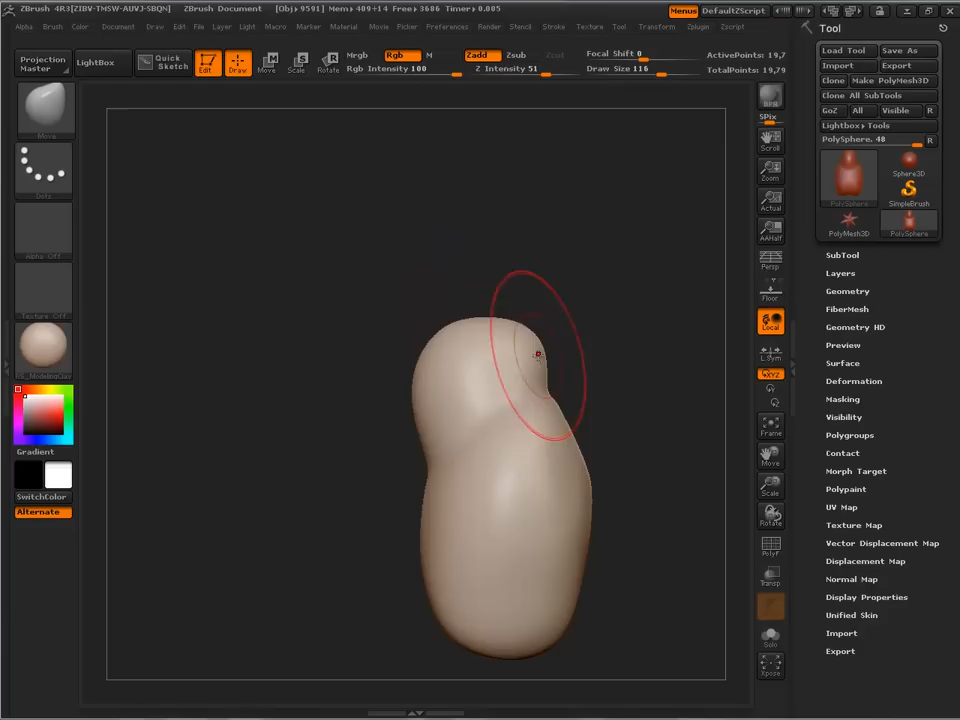 ZBrush 4R3[ZIBV-TMSW-AUVJ-SBQN] ZBrush Document [Obj▸9591] Mem▸409+14 Free▸3686 Timer▸0.005 Menus DefaultZScript
Alpha Brush Color Document Draw Edit File Layer Light Macro Marker Material Movie Picker Preferences Render Stencil Stroke Texture Tool Transform Zplugin Zscript
Projection Master
LightBox
Quick Sketch
Edit Draw Move Scale Rotate
Mrgb Rgb M
Rgb Intensity 100
Zadd Zsub Zcut
Z Intensity 51
Focal Shift 0
Draw Size 116
ActivePoints: 19,7
TotalPoints: 19,79
Move
Dots
Alpha Off
Texture Off
Gradient
SwitchColor
Alternate
BPR
SPix
Scroll
Zoom
Actual
AAHalf
Persp
Floor
Local
L.Sym
XYZ
Frame
Move
Scale
Rotate
PolyF
Transp
Solo
Xpose
Tool
Load Tool Save As
Import Export
Clone Make PolyMesh3D
Clone All SubTools
GoZ All Visible R
Lightbox▸Tools
PolySphere. 48 R
PolySphere Sphere3D
SimpleBrush
PolyMesh3D PolySphere
SubTool
Layers
Geometry
FiberMesh
Geometry HD
Preview
Surface
Deformation
Masking
Visibility
Polygroups
Contact
Morph Target
Polypaint
UV Map
Texture Map
Vector Displacement Map
Displacement Map
Normal Map
Display Properties
Unified Skin
Import
Export